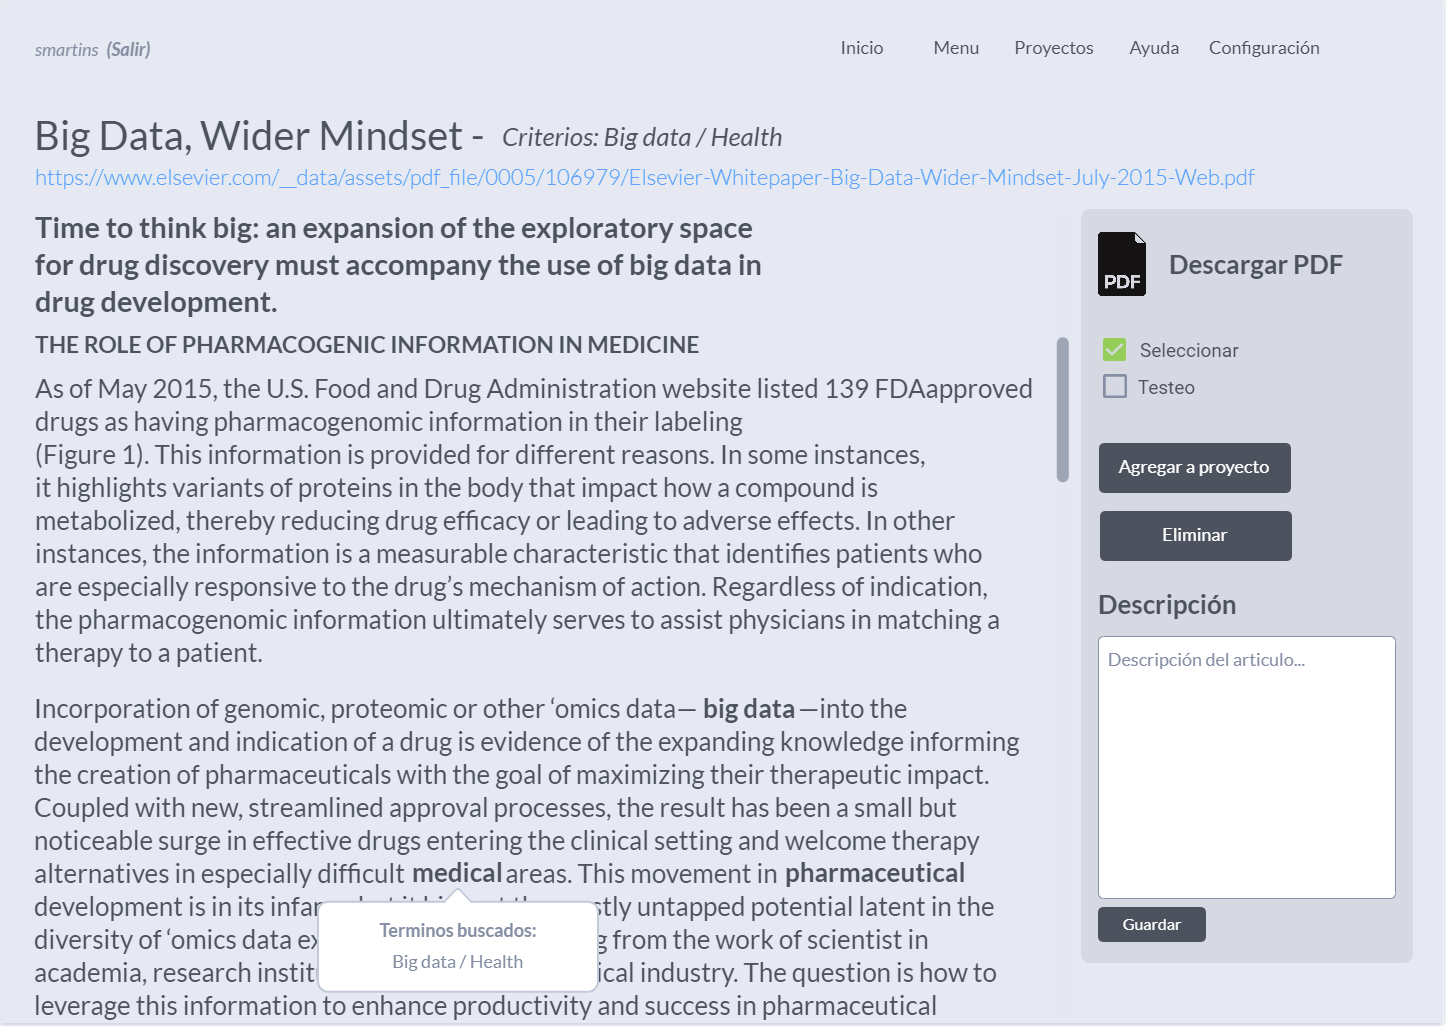 smartins (Salir)
Inicio Menu Proyectos Ayuda Configuración
Big Data, Wider Mindset - Criterios: Big data / Health
https://www.elsevier.com/__data/assets/pdf_file/0005/106979/Elsevier-Whitepaper-Big-Data-Wider-Mindset-July-2015-Web.pdf
Time to think big: an expansion of the exploratory space
for drug discovery must accompany the use of big data in
drug development.
THE ROLE OF PHARMACOGENIC INFORMATION IN MEDICINE
As of May 2015, the U.S. Food and Drug Administration website listed 139 FDAapproved
drugs as having pharmacogenomic information in their labeling
(Figure 1). This information is provided for different reasons. In some instances,
it highlights variants of proteins in the body that impact how a compound is
metabolized, thereby reducing drug efficacy or leading to adverse effects. In other
instances, the information is a measurable characteristic that identifies patients who
are especially responsive to the drug’s mechanism of action. Regardless of indication,
the pharmacogenomic information ultimately serves to assist physicians in matching a
therapy to a patient.
Incorporation of genomic, proteomic or other ‘omics data— big data —into the
development and indication of a drug is evidence of the expanding knowledge informing
the creation of pharmaceuticals with the goal of maximizing their therapeutic impact.
Coupled with new, streamlined approval processes, the result has been a small but
noticeable surge in effective drugs entering the clinical setting and welcome therapy
alternatives in especially difficult medical areas. This movement in pharmaceutical
development is in its untapped potential latent in the
diversity of ‘omics data from the work of scientist in
academia, research industry. The question is how to
leverage this information to enhance productivity and success in pharmaceutical
Terminos buscados:
Big data / Health
PDF
Descargar PDF
Seleccionar
Testeo
Agregar a proyecto
Eliminar
Descripción
Descripción del articulo...
Guardar